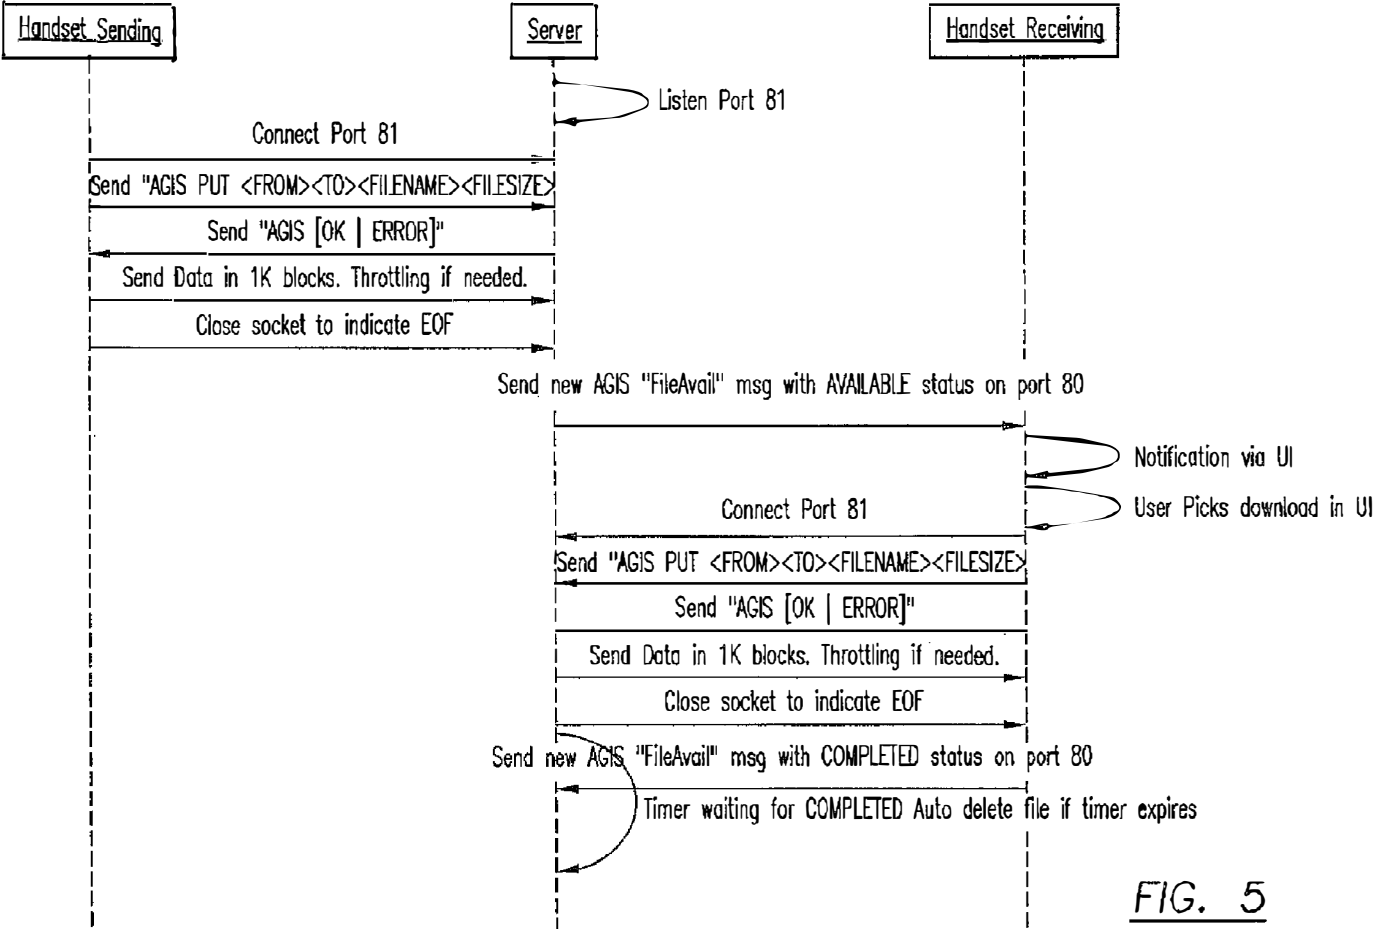 Handset Sending
Server
Handset Receiving
Listen Port 81
Connect Port 81
Send "AGIS PUT <FROM><TO><FILENAME><FILESIZE>
Send "AGIS [OK | ERROR]"
Send Data in 1K blocks. Throttling if needed.
Close socket to indicate EOF
Send new AGIS "FileAvail" msg with AVAILABLE status on port 80
Notification via UI
User Picks download in UI
Connect Port 81
Send "AGIS PUT <FROM><TO><FILENAME><FILESIZE>
Send "AGIS [OK | ERROR]"
Send Data in 1K blocks. Throttling if needed.
Close socket to indicate EOF
Send new AGIS "FileAvail" msg with COMPLETED status on port 80
Timer waiting for COMPLETED Auto delete file if timer expires
FIG. 5